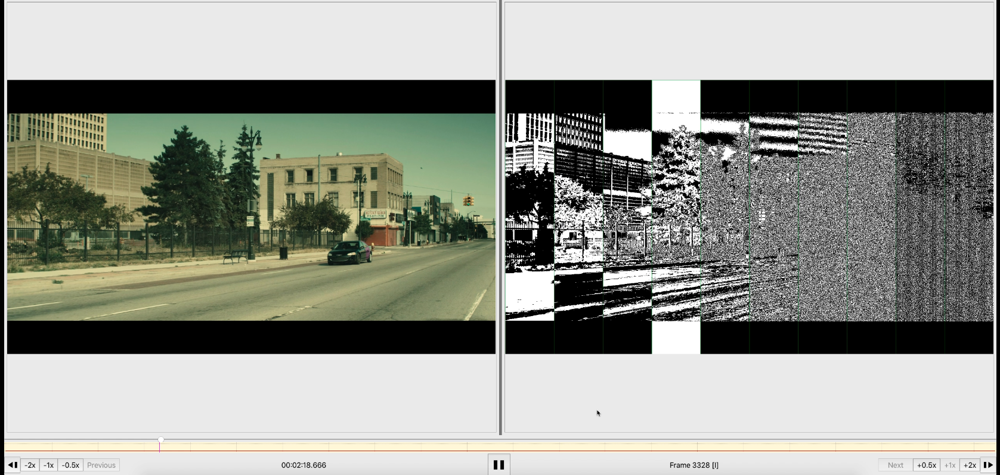 -2x -1x -0.5x Previous 00:02:18.666 Frame 3328 [I] Next +0.5x +1x +2x